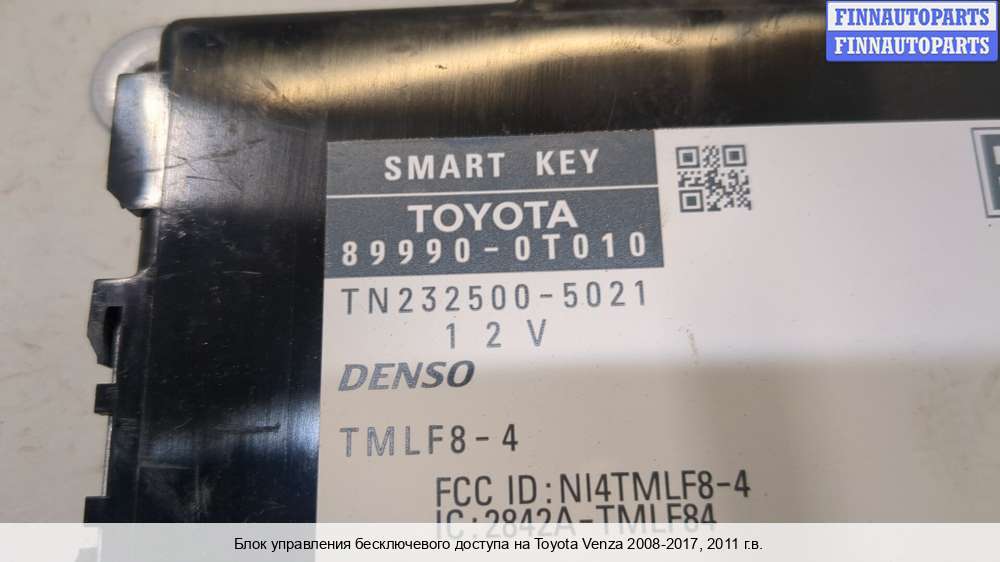 FINNAUTOPARTS
FINNAUTOPARTS
SMART KEY
TOYOTA
89990-0T010
TN232500-5021
12V
DENSO
TMLF8-4
FCC ID:NI4TMLF8-4
IC:2842A-TMLF84
Блок управления бесключевого доступа на Toyota Venza 2008-2017, 2011 г.в.